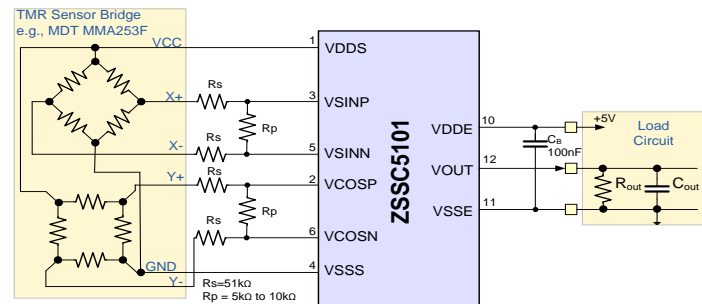 TMR Sensor Bridge
e.g., MDT MMA253F
VCC
1
VDDS
Rs
X+
3
VSINP
Rp
X-
Rs
5
VSINN
Y+
Rs
2
VCOSP
Rp
Rs
6
VCOSN
GND
4
VSSS
Y-
Rs=51kΩ
Rp = 5kΩ to 10kΩ
ZSSC5101
VDDE
10
VOUT
12
VSSE
11
CB
100nF
+5V
Load
Circuit
Rout
Cout